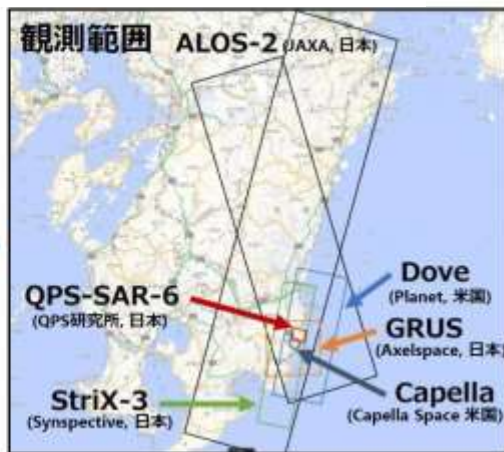 観測範囲 ALOS-2 (JAXA, 日本)
QPS-SAR-6
(QPS研究所, 日本)
Dove
(Planet, 米国)
GRUS
(Axelspace, 日本)
StriX-3
(Synspective, 日本)
Capella
(Capella Space 米国)